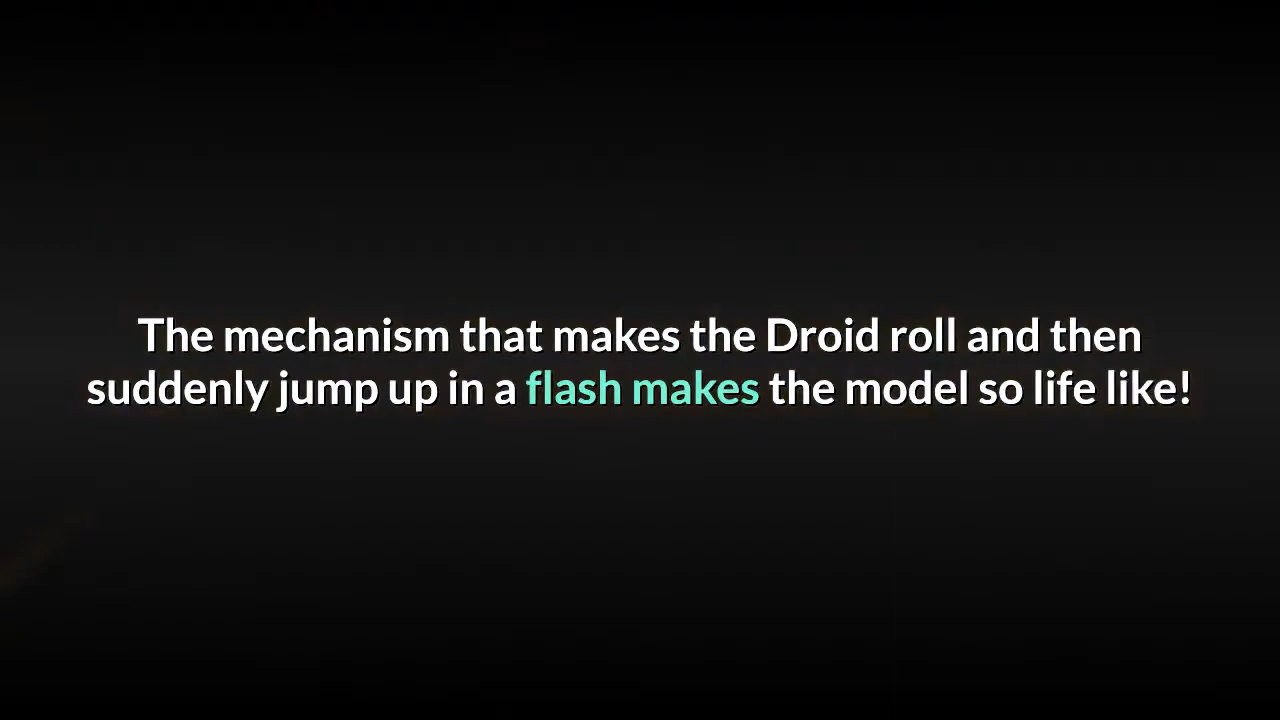 The mechanism that makes the Droid roll and then
suddenly jump up in a flash makes the model so life like!